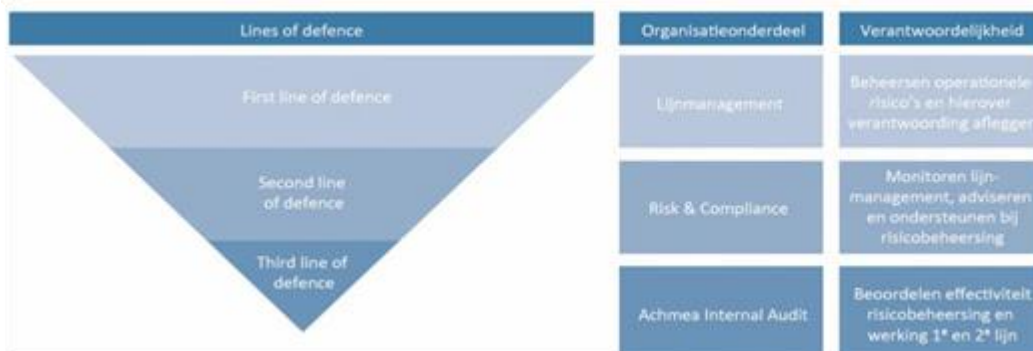 Lines of defence
Organisatieonderdeel
Verantwoordelijkheid
First line of defence
Lijnmanagement
Beheersen operationele
risico's en hierover
verantwoording afleggen
Second line
of defence
Risk & Compliance
Monitoren lijn-
management, adviseren
en ondersteunen bij
risicobeheersing
Third line of
defence
Achmea Internal Audit
Beoordelen effectiviteit
risicobeheersing en
werking 1ᵉ en 2ᵉ lijn